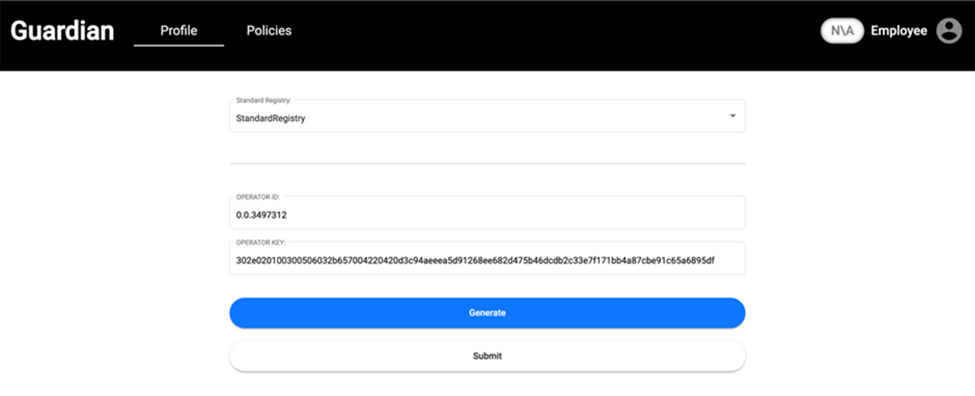 Guardian Profile Policies N\A Employee
Standard Registry:
StandardRegistry
OPERATOR ID:
0.0.3497312
OPERATOR KEY:
302e020100300506032b657004220420d3c94aeeea5d91268ee682d475b46dcdb2c33e7f171bb4a87cbe91c65a6895df
Generate
Submit